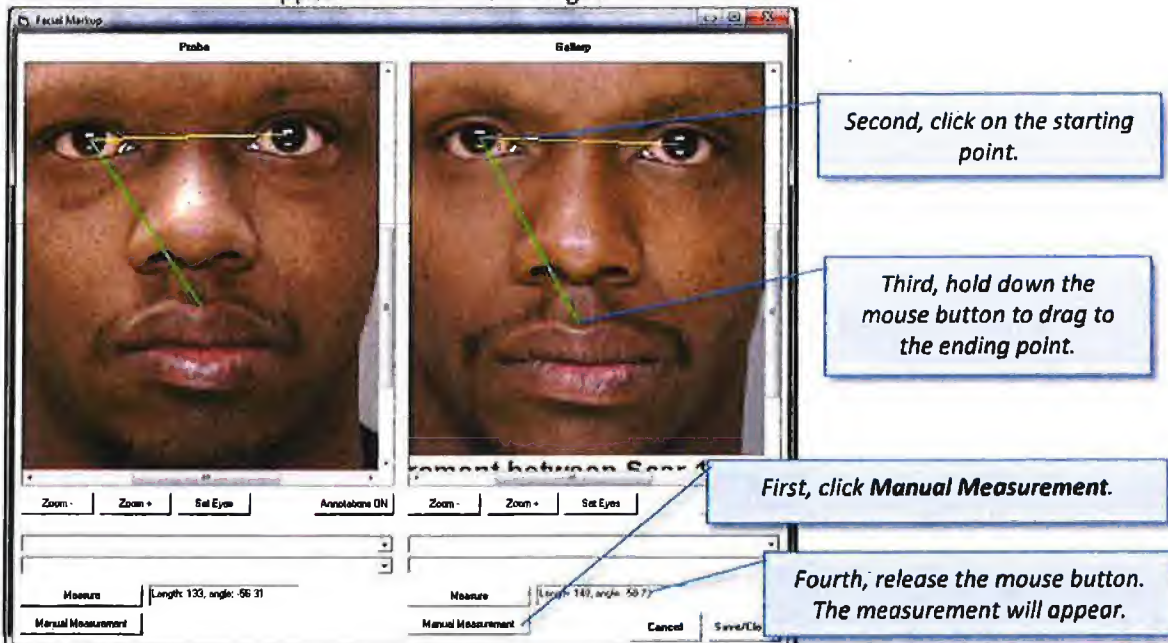 Facial Markup
Probe
Gallery
Second, click on the starting
point.
Third, hold down the
mouse button to drag to
the ending point.
First, click Manual Measurement.
Zoom -
Zoom +
Set Eyes
Annotations ON
Zoom -
Zoom +
Set Eyes
Fourth, release the mouse button.
The measurement will appear.
Measure
Length: 133, angle: -56.31
Measure
Manual Measurement
Manual Measurement
Cancel